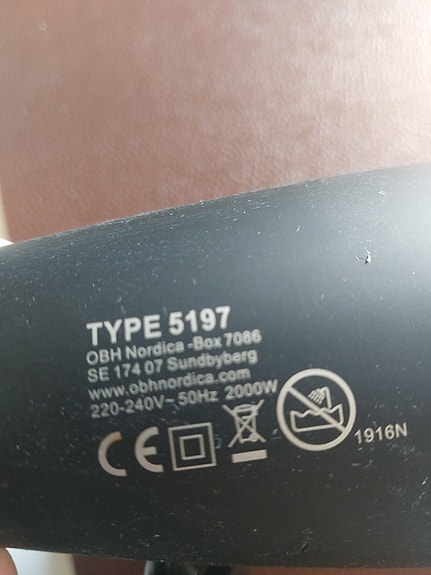 TYPE 5197
OBH Nordica -Box 7086
SE 174 07 Sundbyberg
www.obhnordica.com
220-240V~ 50Hz 2000W
CE
1916N